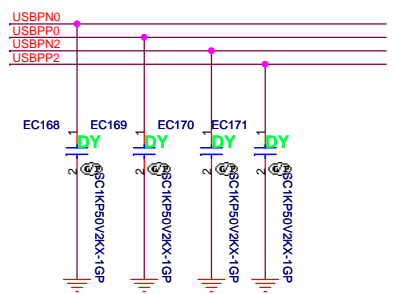 USBPN0
USBPP0
USBPN2
USBPP2
EC168
EC169
EC170
EC171
1
1
1
1
DY
DY
DY
DY
2
2
2
2
SC1KP50V2KX-1GP
SC1KP50V2KX-1GP
SC1KP50V2KX-1GP
SC1KP50V2KX-1GP